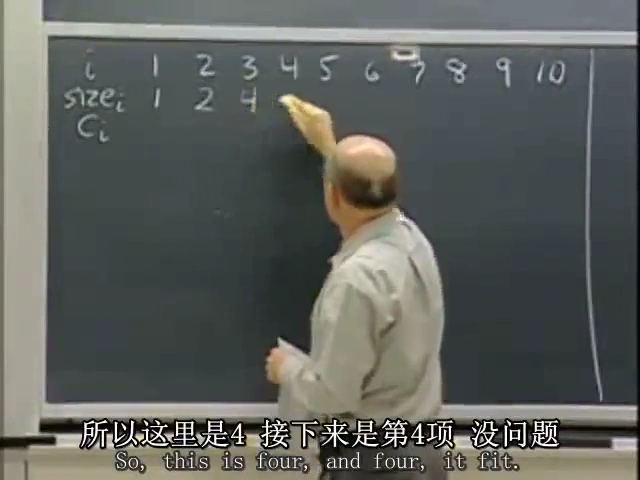 i 1 2 3 4 5 6 7 8 9 10
sizei 1 2 4
Ci
所以这里是4 接下来是第4项 没问题
So, this is four, and four, it fit.